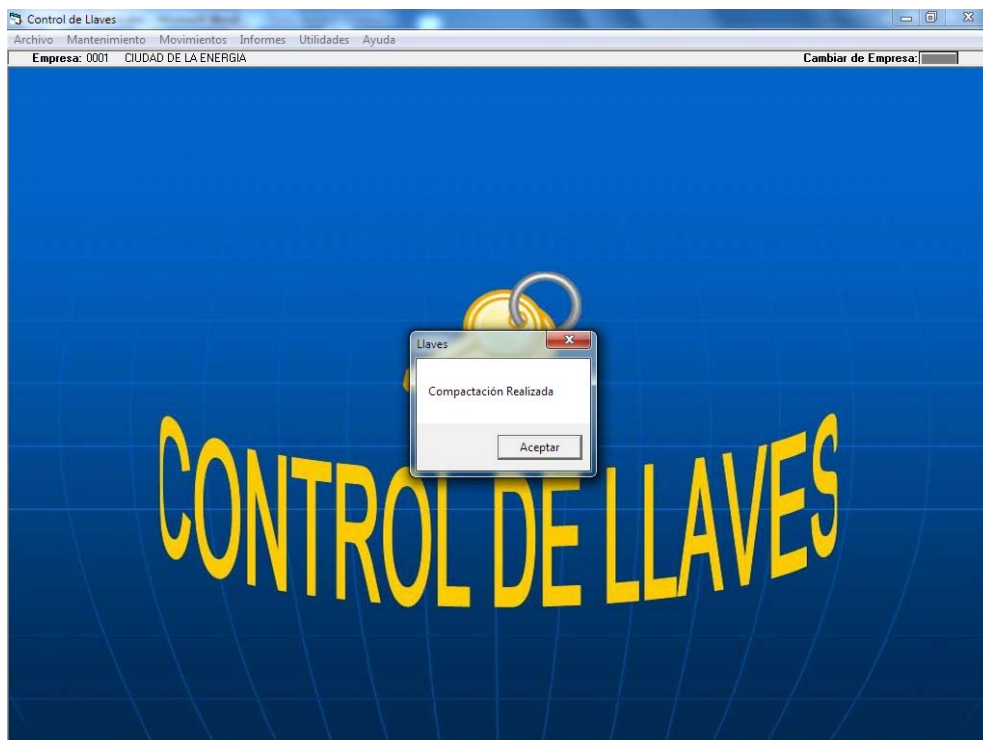 Control de Llaves
Archivo Mantenimiento Movimientos Informes Utilidades Ayuda
Empresa: 0001 CIUDAD DE LA ENERGIA Cambiar de Empresa:
Llaves
Compactación Realizada
Aceptar
CONTROL DE LLAVES